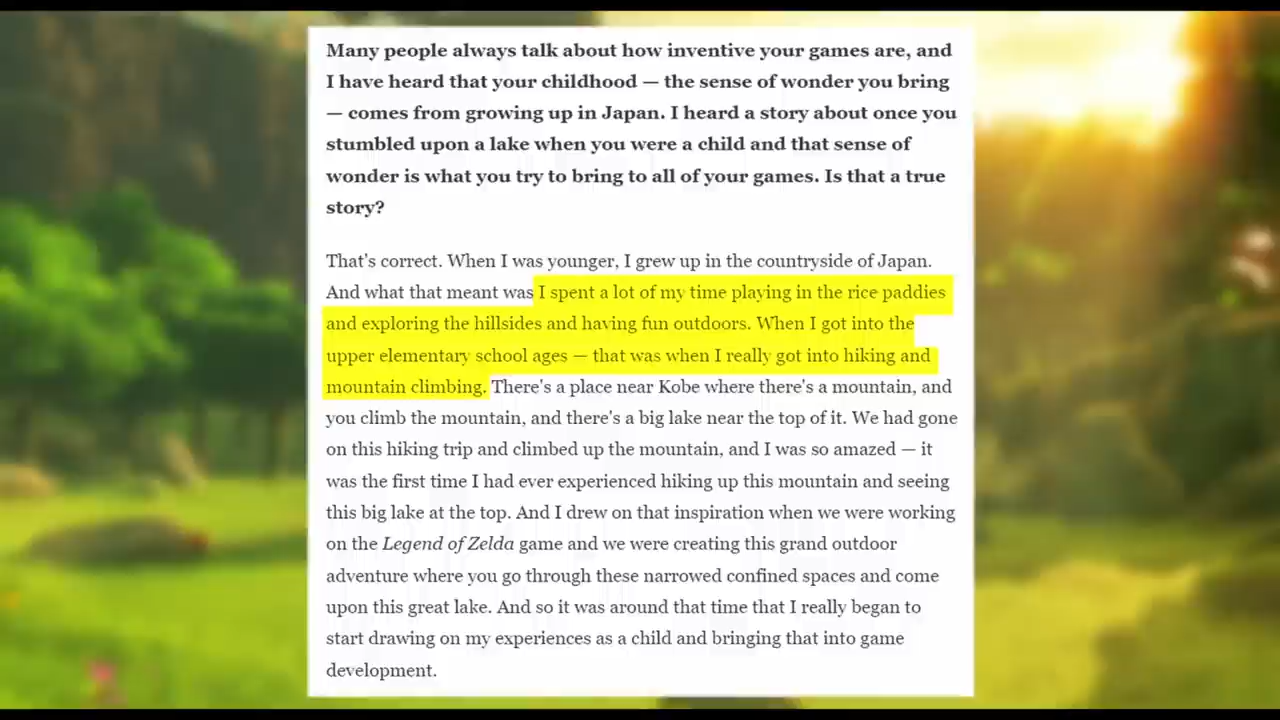 Many people always talk about how inventive your games are, and
I have heard that your childhood — the sense of wonder you bring
— comes from growing up in Japan. I heard a story about once you
stumbled upon a lake when you were a child and that sense of
wonder is what you try to bring to all of your games. Is that a true
story?
That's correct. When I was younger, I grew up in the countryside of Japan.
And what that meant was I spent a lot of my time playing in the rice paddies
and exploring the hillsides and having fun outdoors. When I got into the
upper elementary school ages — that was when I really got into hiking and
mountain climbing. There's a place near Kobe where there's a mountain, and
you climb the mountain, and there's a big lake near the top of it. We had gone
on this hiking trip and climbed up the mountain, and I was so amazed — it
was the first time I had ever experienced hiking up this mountain and seeing
this big lake at the top. And I drew on that inspiration when we were working
on the Legend of Zelda game and we were creating this grand outdoor
adventure where you go through these narrowed confined spaces and come
upon this great lake. And so it was around that time that I really began to
start drawing on my experiences as a child and bringing that into game
development.